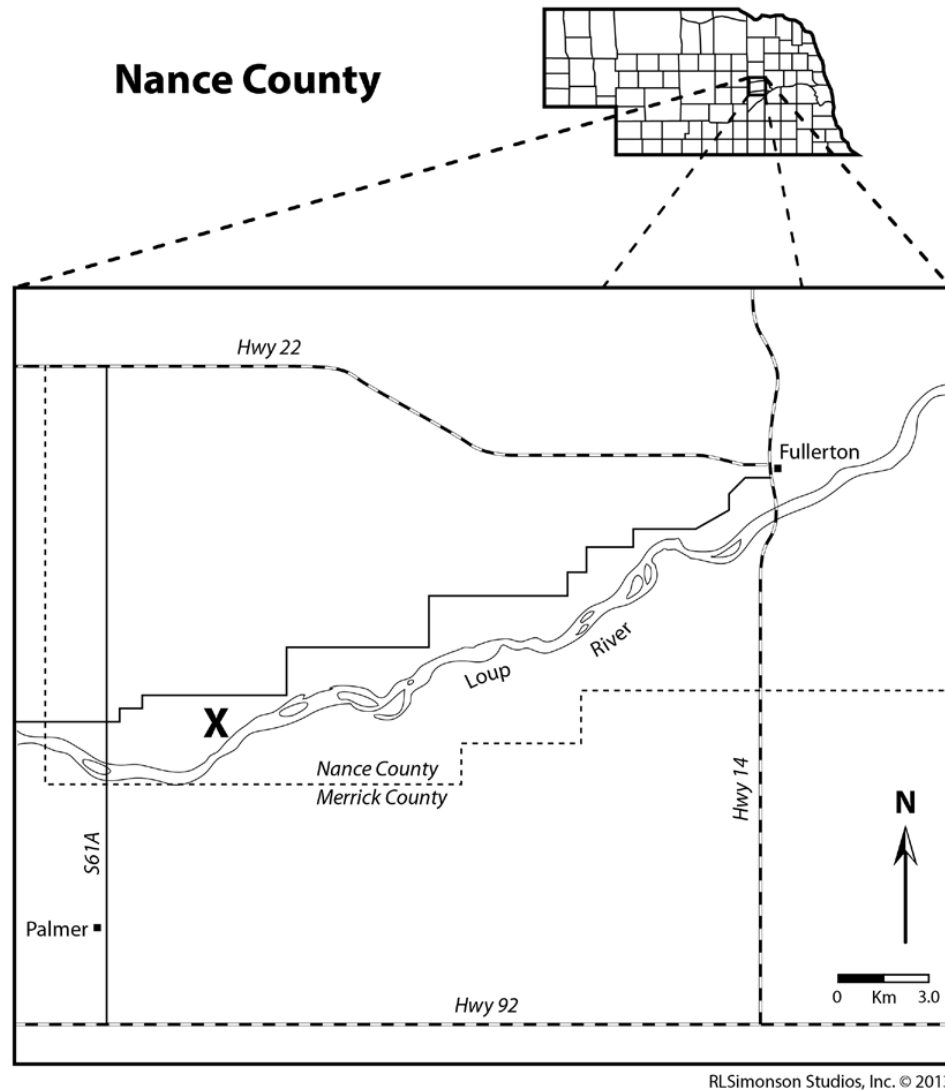 Nance County
Hwy 22
Fullerton
Loup River
X
Nance County
Merrick County
Hwy 14
N
S61A
Palmer
0 Km 3.0
Hwy 92
RLSimonson Studios, Inc. © 201